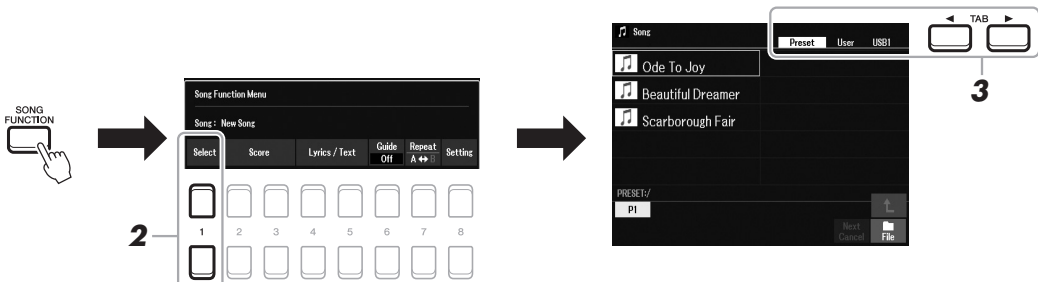 SONG
FUNCTION
Song Function Menu
Song : New Song
Select Score Lyrics / Text Guide Off Repeat A ↔ B Setting
1 2 3 4 5 6 7 8
2
Song
Preset User USB1
Ode To Joy
Beautiful Dreamer
Scarborough Fair
PRESET:/
P1
Next
Cancel
File
◀ TAB ▶
3